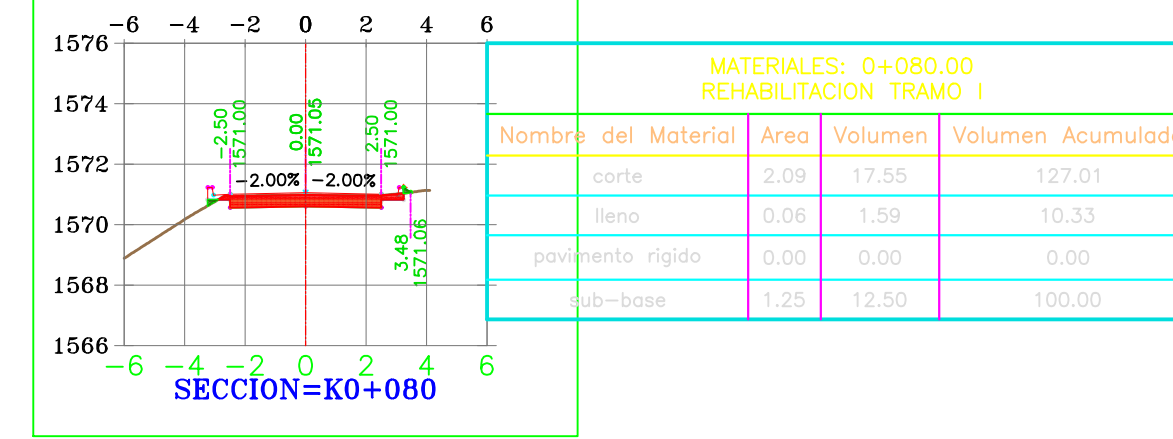 -6 -4 -2 0 2 4 6
1576
1574
1572
1570
1568
1566
-2.50
1571.00
0.00
1571.05
2.50
1571.00
-2.00% -2.00%
3.48
1571.06
-6 -4 -2 0 2 4 6
SECCION=K0+080
MATERIALES: 0+080.00
REHABILITACION TRAMO I
Nombre del Material Area Volumen Volumen Acumulado
corte 2.09 17.55 127.01
lleno 0.06 1.59 10.33
pavimento rigido 0.00 0.00 0.00
sub-base 1.25 12.50 100.00